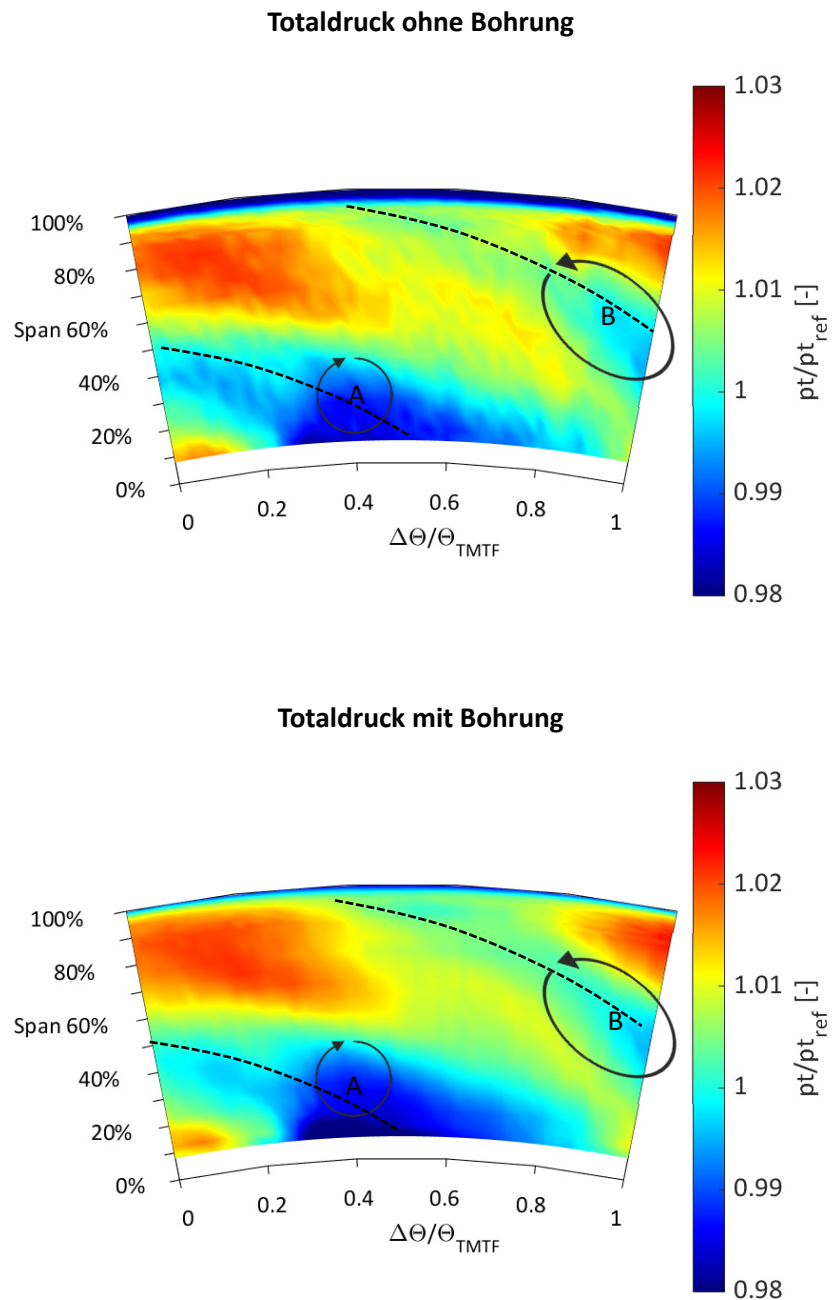 Totaldruck ohne Bohrung
1.03
1.02
1.01
1
0.99
0.98
pt/pt_ref [-]
100%
80%
Span 60%
40%
20%
0%
B
A
0
0.2
0.4
0.6
0.8
1
ΔΘ/Θ_TMTF
Totaldruck mit Bohrung
1.03
1.02
1.01
1
0.99
0.98
pt/pt_ref [-]
100%
80%
Span 60%
40%
20%
0%
B
A
0
0.2
0.4
0.6
0.8
1
ΔΘ/Θ_TMTF